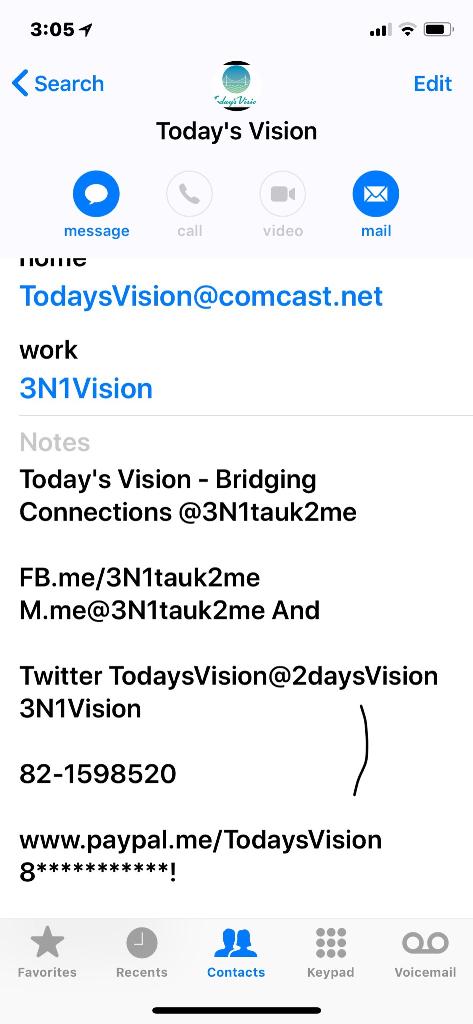 3:05
Search
Edit
Today's Vision
message
call
video
mail
home
TodaysVision@comcast.net
work
3N1Vision
Notes
Today's Vision - Bridging
Connections @3N1tauk2me
FB.me/3N1tauk2me
M.me@3N1tauk2me And
Twitter TodaysVision@2daysVision
3N1Vision
82-1598520
www.paypal.me/TodaysVision
8***********!
Favorites
Recents
Contacts
Keypad
Voicemail